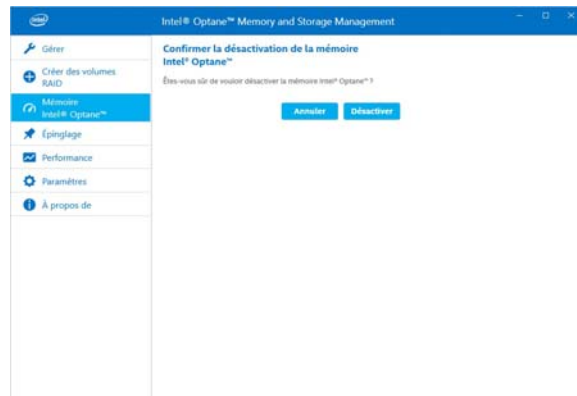 intel
Intel® Optane™ Memory and Storage Management
Gérer
Créer des volumes
RAID
Mémoire
Intel® Optane™
Épinglage
Performance
Paramètres
À propos de
Confirmer la désactivation de la mémoire
Intel® Optane™
Êtes-vous sûr de vouloir désactiver la mémoire Intel® Optane™ ?
Annuler
Désactiver